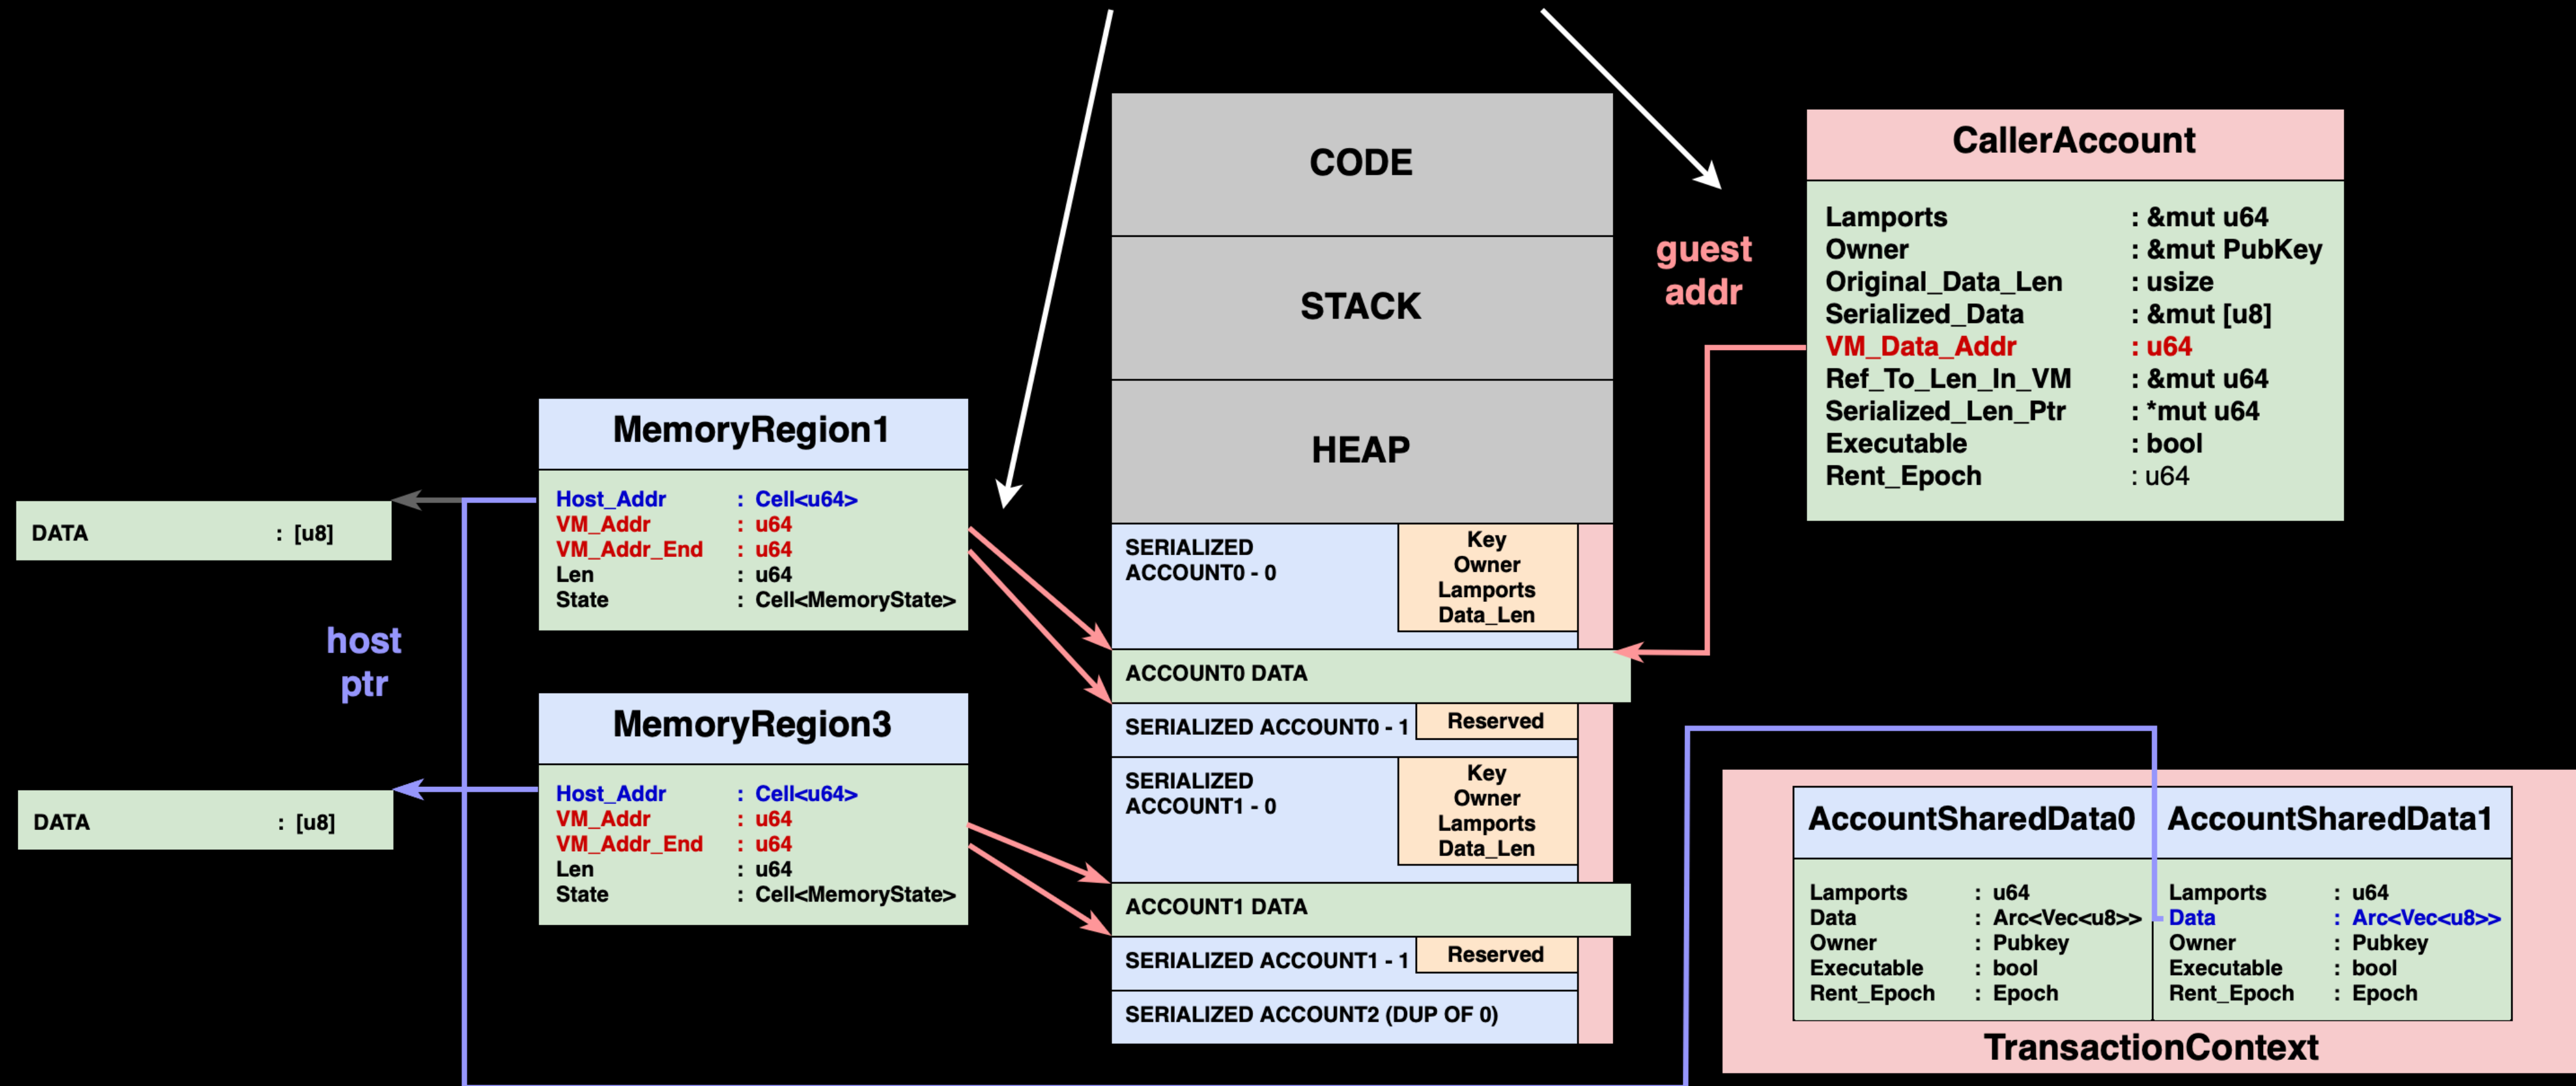 CODE
STACK
HEAP
SERIALIZED
ACCOUNT0 - 0
Key
Owner
Lamports
Data_Len
ACCOUNT0 DATA
SERIALIZED ACCOUNT0 - 1
Reserved
SERIALIZED
ACCOUNT1 - 0
Key
Owner
Lamports
Data_Len
ACCOUNT1 DATA
SERIALIZED ACCOUNT1 - 1
Reserved
SERIALIZED ACCOUNT2 (DUP OF 0)
guest
addr
CallerAccount
Lamports : &mut u64
Owner : &mut PubKey
Original_Data_Len : usize
Serialized_Data : &mut [u8]
VM_Data_Addr : u64
Ref_To_Len_In_VM : &mut u64
Serialized_Len_Ptr : *mut u64
Executable : bool
Rent_Epoch : u64
MemoryRegion1
Host_Addr : Cell<u64>
VM_Addr : u64
VM_Addr_End : u64
Len : u64
State : Cell<MemoryState>
DATA : [u8]
host
ptr
MemoryRegion3
Host_Addr : Cell<u64>
VM_Addr : u64
VM_Addr_End : u64
Len : u64
State : Cell<MemoryState>
DATA : [u8]
AccountSharedData0
Lamports : u64
Data : Arc<Vec<u8>>
Owner : Pubkey
Executable : bool
Rent_Epoch : Epoch
AccountSharedData1
Lamports : u64
Data : Arc<Vec<u8>>
Owner : Pubkey
Executable : bool
Rent_Epoch : Epoch
TransactionContext